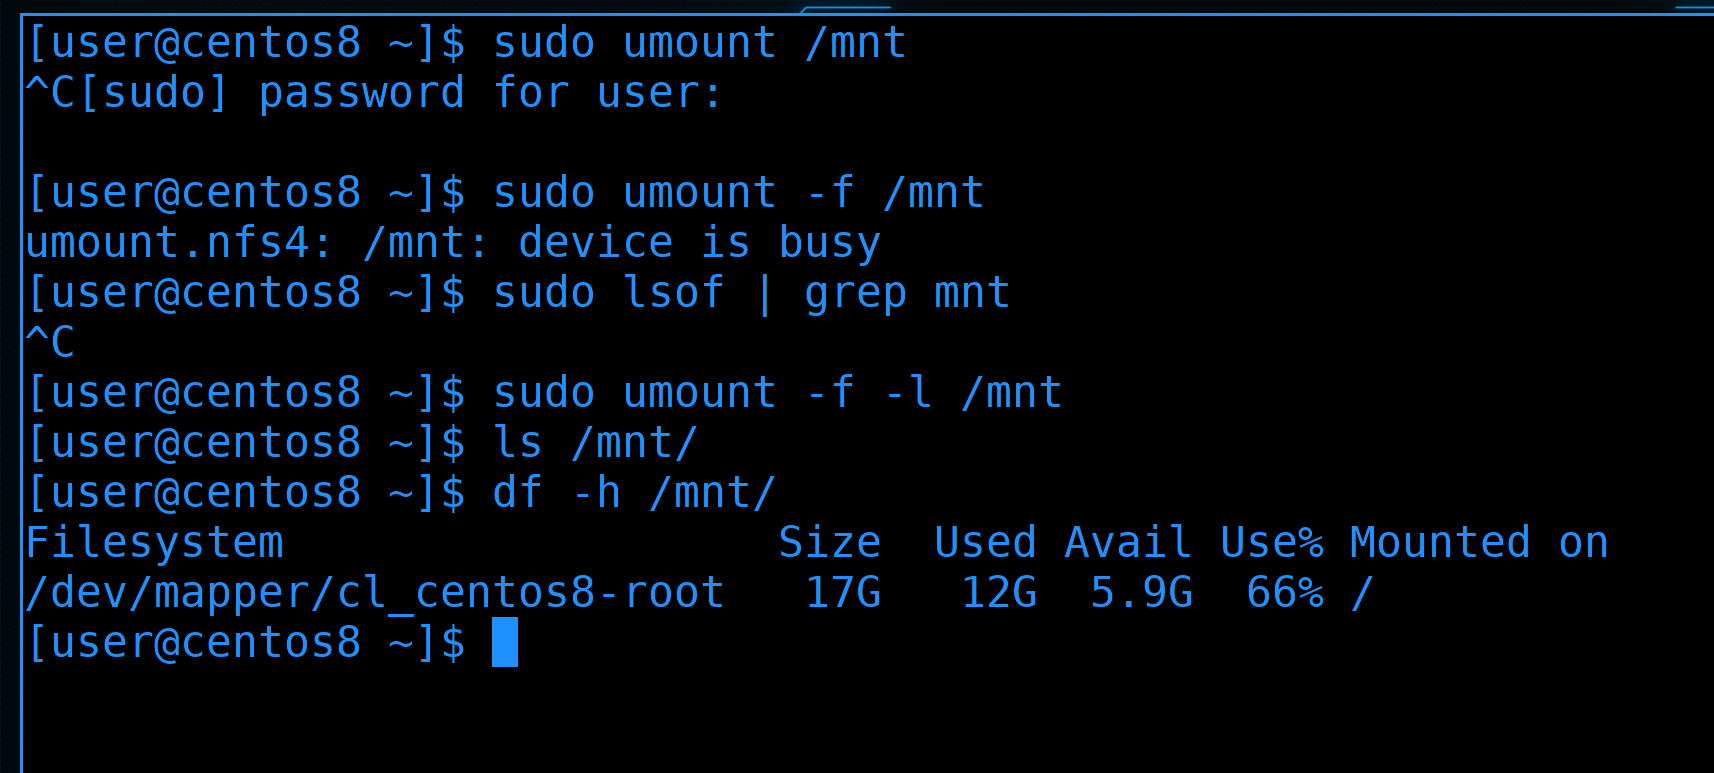 [user@centos8 ~]$ sudo umount /mnt
^C[sudo] password for user:
[user@centos8 ~]$ sudo umount -f /mnt
umount.nfs4: /mnt: device is busy
[user@centos8 ~]$ sudo lsof | grep mnt
^C
[user@centos8 ~]$ sudo umount -f -l /mnt
[user@centos8 ~]$ ls /mnt/
[user@centos8 ~]$ df -h /mnt/
Filesystem                   Size  Used Avail Use% Mounted on
/dev/mapper/cl_centos8-root   17G   12G  5.9G  66% /
[user@centos8 ~]$